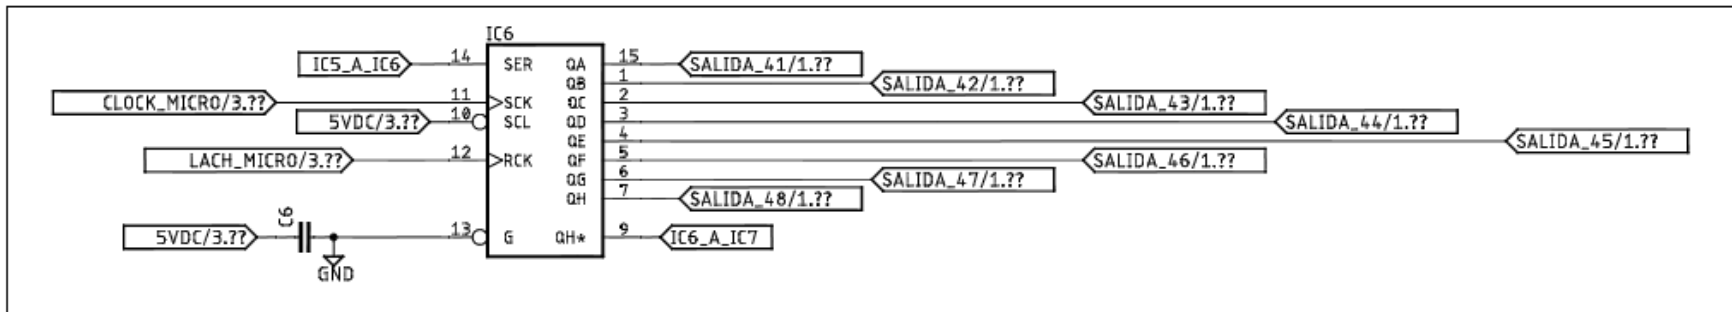 IC6
IC5_A_IC6 14 SER QA 15 SALIDA_41/1.??
QB 1 SALIDA_42/1.??
CLOCK_MICRO/3.?? 11 SCK QC 2 SALIDA_43/1.??
5VDC/3.?? 10 SCL QD 3 SALIDA_44/1.??
QE 4 SALIDA_45/1.??
LACH_MICRO/3.?? 12 RCK QF 5 SALIDA_46/1.??
QG 6 SALIDA_47/1.??
QH 7 SALIDA_48/1.??
C6
5VDC/3.?? 13 G QH* 9 IC6_A_IC7
GND